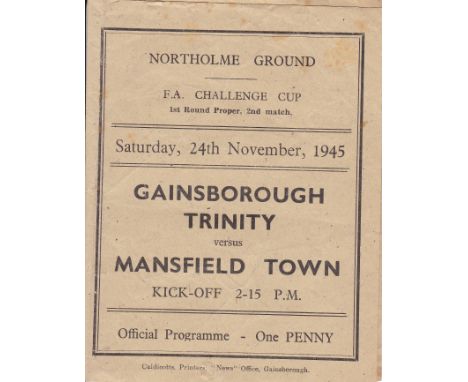 NORTHOLME GROUND
F.A. CHALLENGE CUP
1st Round Proper, 2nd match.
Saturday, 24th November, 1945
GAINSBOROUGH
TRINITY
versus
MANSFIELD TOWN
KICK-OFF 2-15 P.M.
Official Programme - One PENNY
Caldicotts, Printers, "News" Office, Gainsborough.